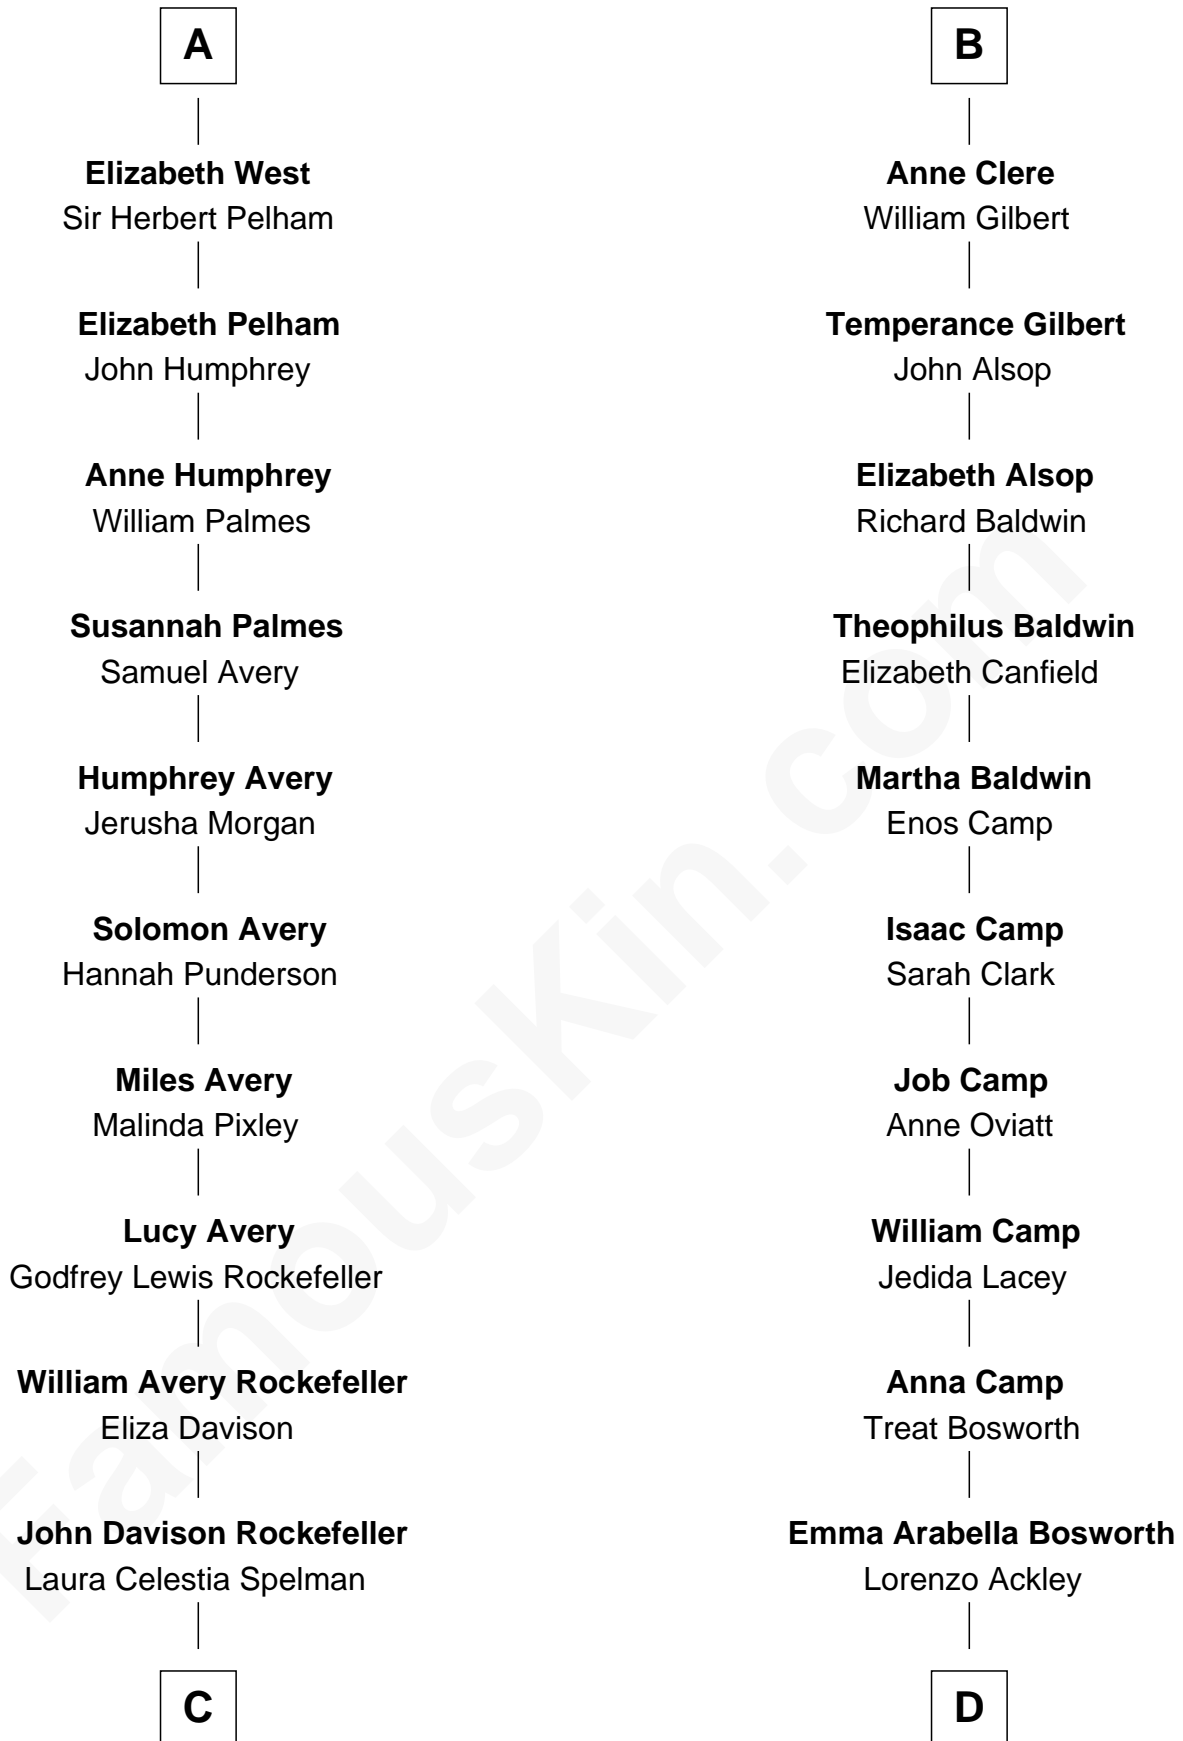 A
Elizabeth West
Sir Herbert Pelham
Elizabeth Pelham
John Humphrey
Anne Humphrey
William Palmes
Susannah Palmes
Samuel Avery
Humphrey Avery
Jerusha Morgan
Solomon Avery
Hannah Punderson
Miles Avery
Malinda Pixley
Lucy Avery
Godfrey Lewis Rockefeller
William Avery Rockefeller
Eliza Davison
John Davison Rockefeller
Laura Celestia Spelman
C
B
Anne Clere
William Gilbert
Temperance Gilbert
John Alsop
Elizabeth Alsop
Richard Baldwin
Theophilus Baldwin
Elizabeth Canfield
Martha Baldwin
Enos Camp
Isaac Camp
Sarah Clark
Job Camp
Anne Oviatt
William Camp
Jedida Lacey
Anna Camp
Treat Bosworth
Emma Arabella Bosworth
Lorenzo Ackley
D
FamousKin.com